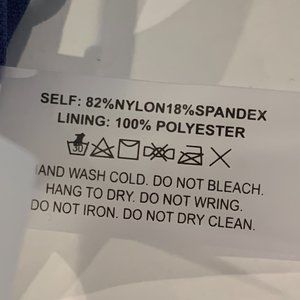 SELF: 82%NYLON18%SPANDEX
LINING: 100% POLYESTER
30
HAND WASH COLD. DO NOT BLEACH.
HANG TO DRY. DO NOT WRING.
DO NOT IRON. DO NOT DRY CLEAN.